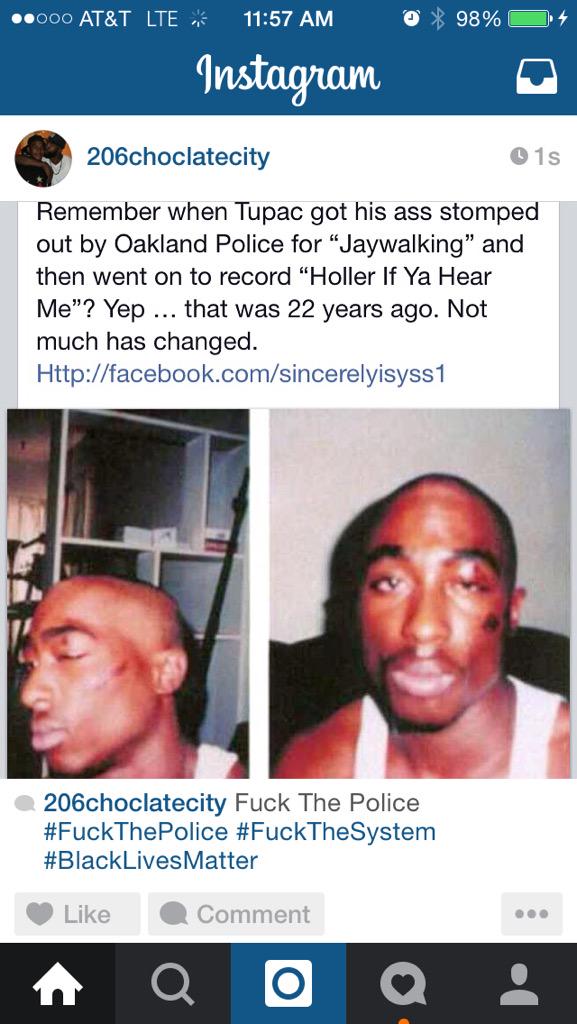 AT&T LTE 11:57 AM 98%
Instagram
206choclatecity 1s
Remember when Tupac got his ass stomped
out by Oakland Police for “Jaywalking” and
then went on to record “Holler If Ya Hear
Me”? Yep … that was 22 years ago. Not
much has changed.
Http://facebook.com/sincerelyisyss1
206choclatecity Fuck The Police
#FuckThePolice #FuckTheSystem
#BlackLivesMatter
Like Comment